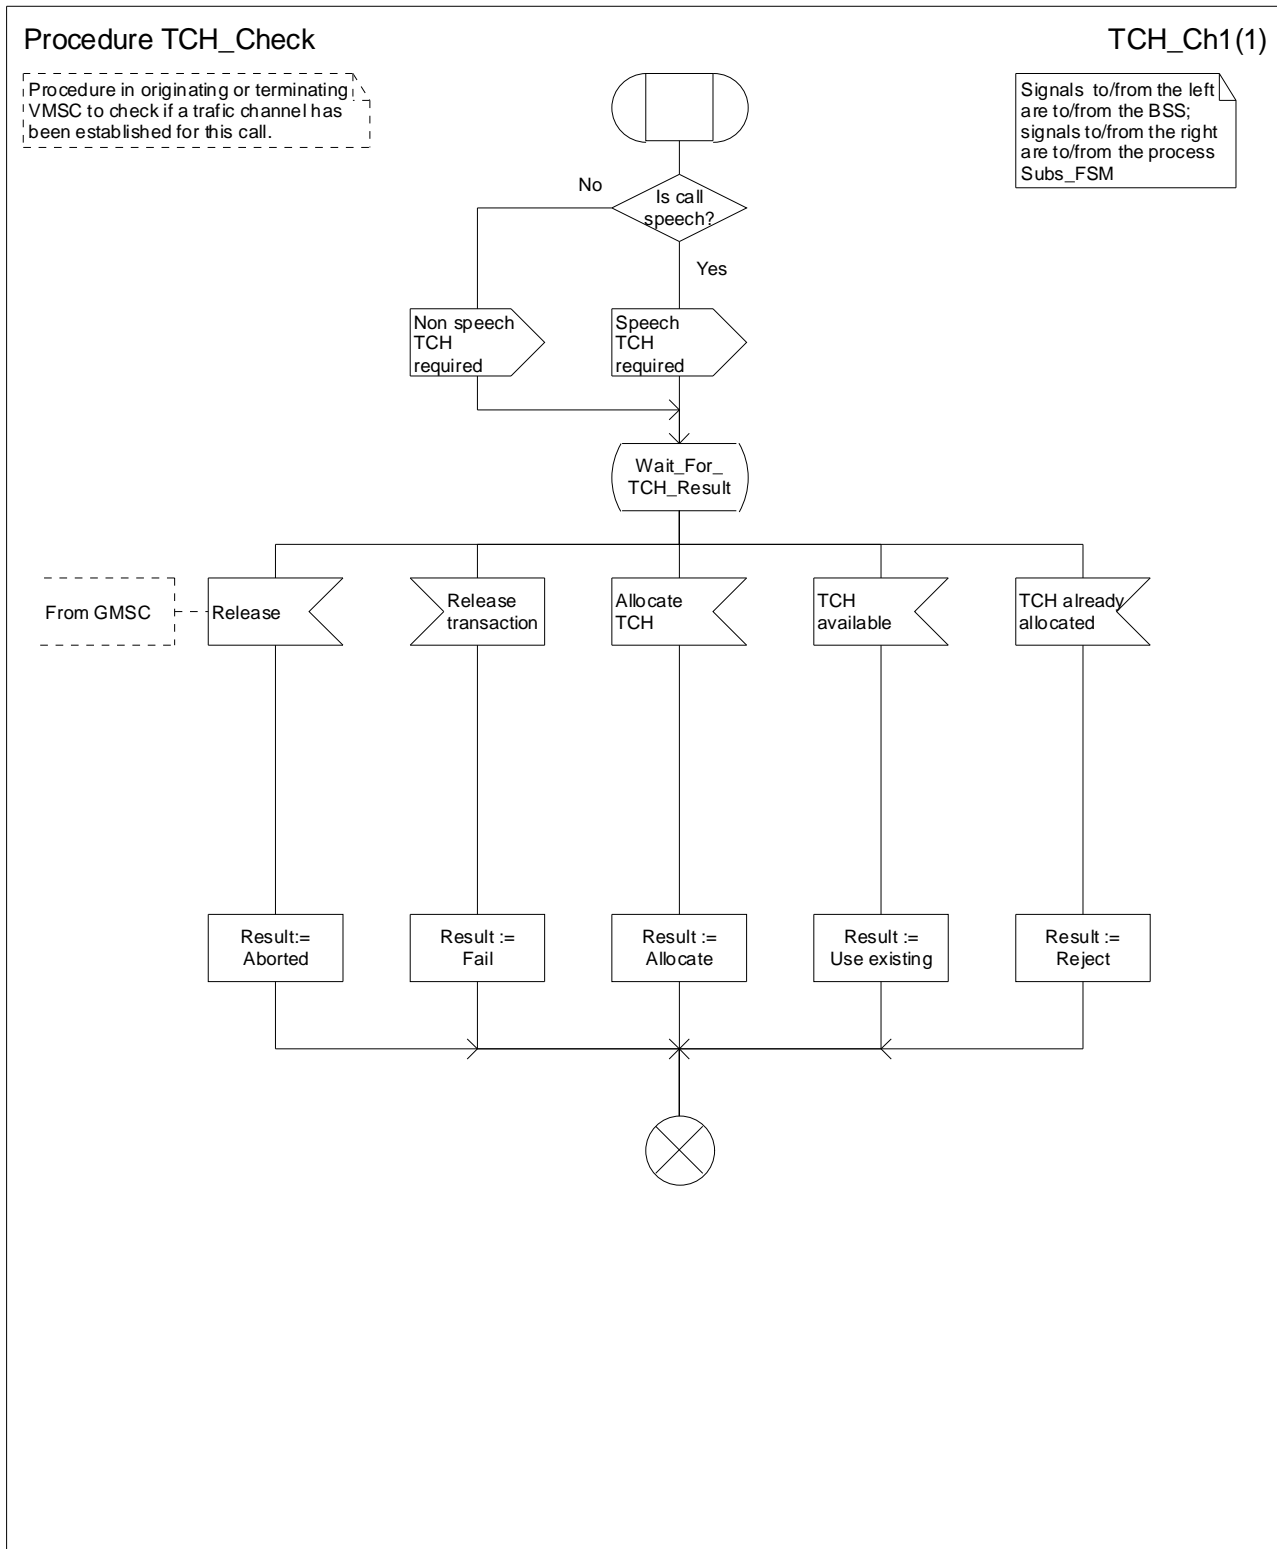 Procedure TCH_Check
TCH_Ch1(1)
Procedure in originating or terminating
VMSC to check if a trafic channel has
been established for this call.
Signals to/from the left
are to/from the BSS;
signals to/from the right
are to/from the process
Subs_FSM
Is call
speech?
No
Yes
Non speech
TCH
required
Speech
TCH
required
Wait_For_
TCH_Result
From GMSC
Release
Release
transaction
Allocate
TCH
TCH
available
TCH already
allocated
Result:=
Aborted
Result :=
Fail
Result :=
Allocate
Result :=
Use existing
Result :=
Reject